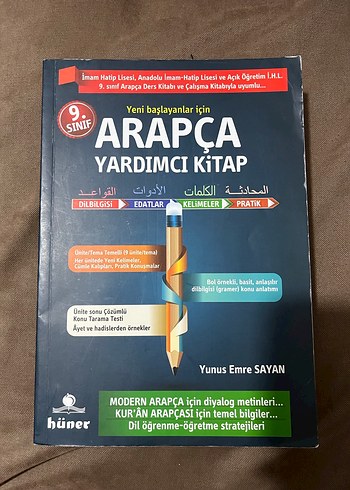 İmam Hatip Lisesi, Anadolu İmam-Hatip Lisesi ve Açık Öğretim İ.H.L.
9. sınıf Arapça Ders Kitabı ve Çalışma Kitabıyla uyumlu...
9.
SINIF
Yeni başlayanlar için
ARAPÇA
YARDIMCI KİTAP
القواعد الأدوات الكلمات المحادثة
DİLBİLGİSİ EDATLAR KELİMELER PRATİK
Ünite/Tema Temelli (9 ünite/tema)
Her ünitede Yeni Kelimeler,
Cümle Kalıpları, Pratik Konuşmalar
Bol örnekli, basit, anlaşılır
dilbilgisi (gramer) konu anlatımı
Ünite sonu Çözümlü
Konu Tarama Testi
Âyet ve hadislerden örnekler
Yunus Emre SAYAN
MODERN ARAPÇA için diyalog metinleri...
KUR'ÂN ARAPÇASI için temel bilgiler...
Dil öğrenme-öğretme stratejileri
hüner